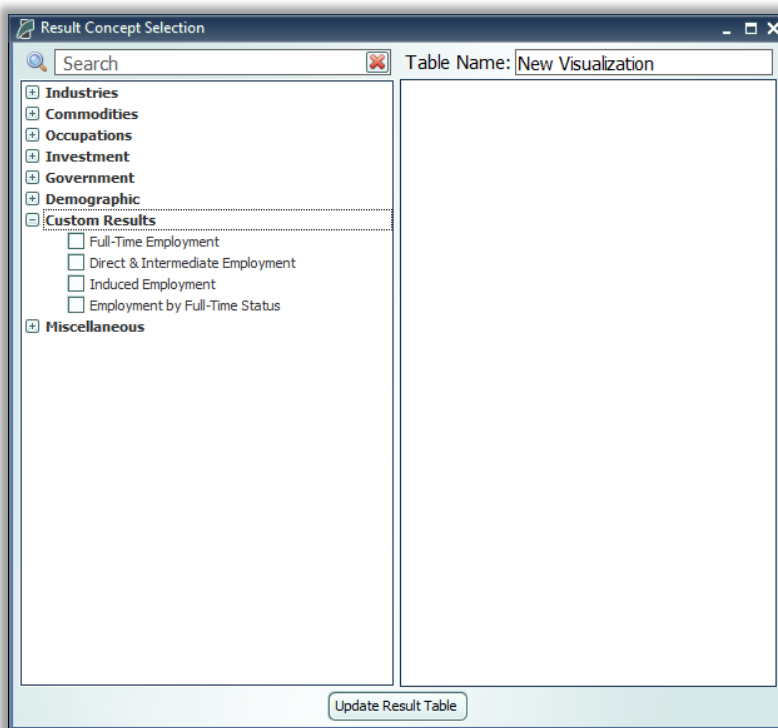 Result Concept Selection
Search
Table Name: New Visualization
Industries
Commodities
Occupations
Investment
Government
Demographic
Custom Results
Full-Time Employment
Direct & Intermediate Employment
Induced Employment
Employment by Full-Time Status
Miscellaneous
Update Result Table